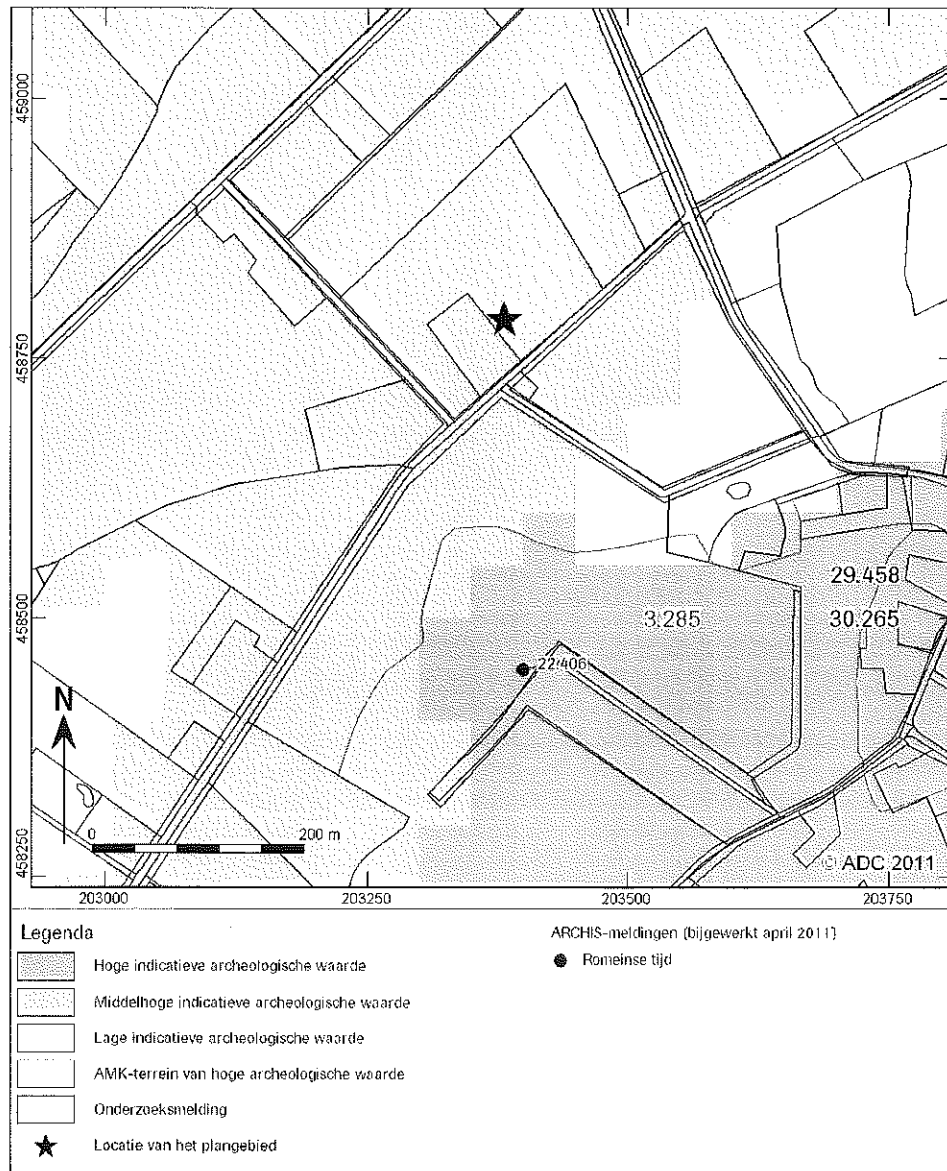 459000
458750
458500
458250
29.458
3.285
30.265
22.406
N
0 200 m
© ADC 2011
203000 203250 203500 203750
Legenda
Hoge indicatieve archeologische waarde
Middelhoge indicatieve archeologische waarde
Lage indicatieve archeologische waarde
AMK-terrein van hoge archeologische waarde
Onderzoeksmelding
Locatie van het plangebied
ARCHIS-meldingen (bijgewerkt april 2011)
Romeinse tijd